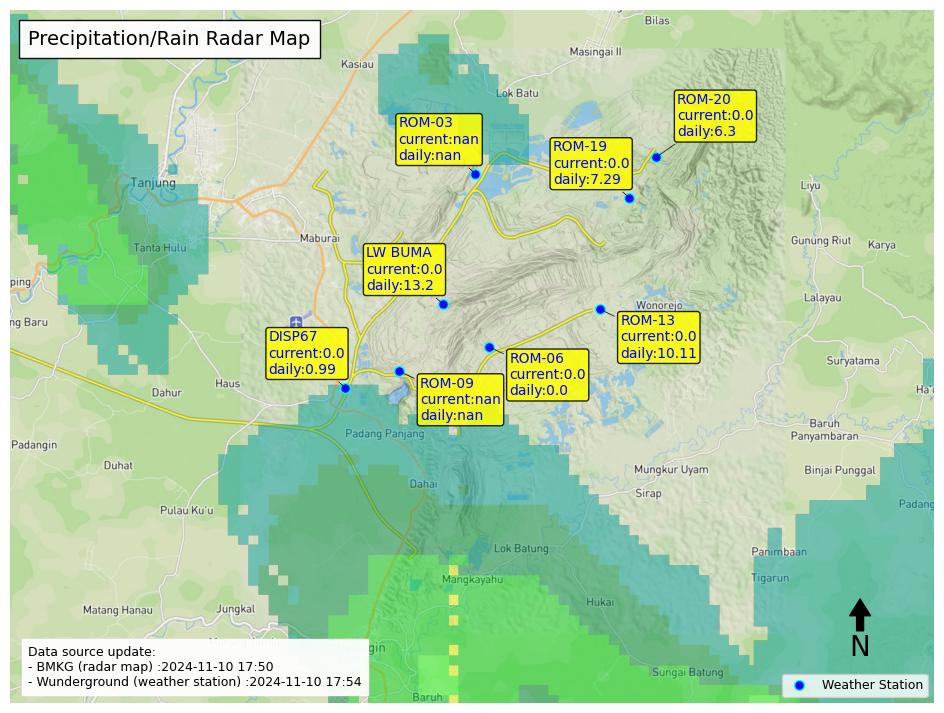 Precipitation/Rain Radar Map
Bilas
Masingai II
Kasiau
Lok Batu
ROM-20
current:0.0
daily:6.3
ROM-03
current:nan
daily:nan
ROM-19
current:0.0
daily:7.29
Tanjung
Liyu
Maburai
Tanta Hulu
Gunung Riut
Karya
LW BUMA
current:0.0
daily:13.2
ping
Lalayau
Wonorejo
ng Baru
ROM-13
current:0.0
daily:10.11
DISP67
current:0.0
daily:0.99
ROM-06
current:0.0
daily:0.0
Suryatama
Haus
Dahur
ROM-09
current:nan
daily:nan
Baruh
Panyambaran
Padang Panjang
Padangin
Duhat
Mungkur Uyam
Binjai Punggal
Dahai
Sirap
Padang
Pulau Ku'u
Lok Batung
Panimbaan
Mangkayahu
Tigarun
Hukai
Matang Hanau
Jungkal
gin
Sungai Batung
Baruh
N
Data source update:
- BMKG (radar map) :2024-11-10 17:50
- Wunderground (weather station) :2024-11-10 17:54
Weather Station